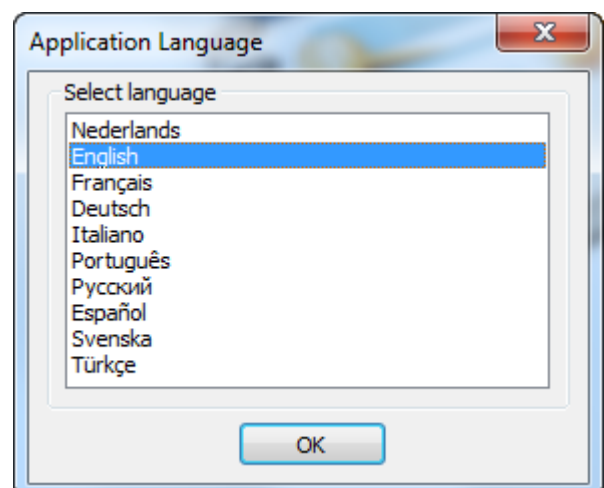 Application Language
Select language
Nederlands
English
Français
Deutsch
Italiano
Português
Русский
Español
Svenska
Türkçe
OK